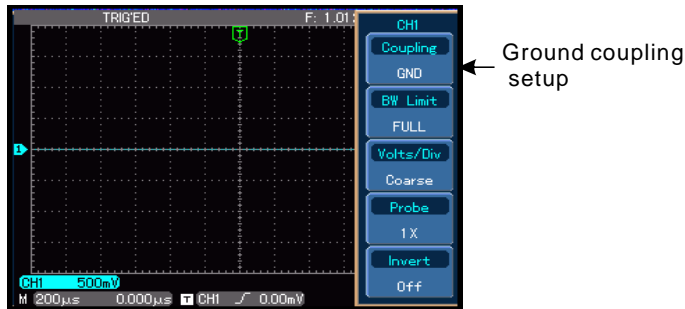 TRIG'ED F: 1.01
T
CH1
Coupling
GND
BW Limit
FULL
Volts/Div
Coarse
Probe
1X
Invert
Off
1
CH1 500mV
M 200μs 0.000μs T CH1 0.00mV
Ground coupling
setup